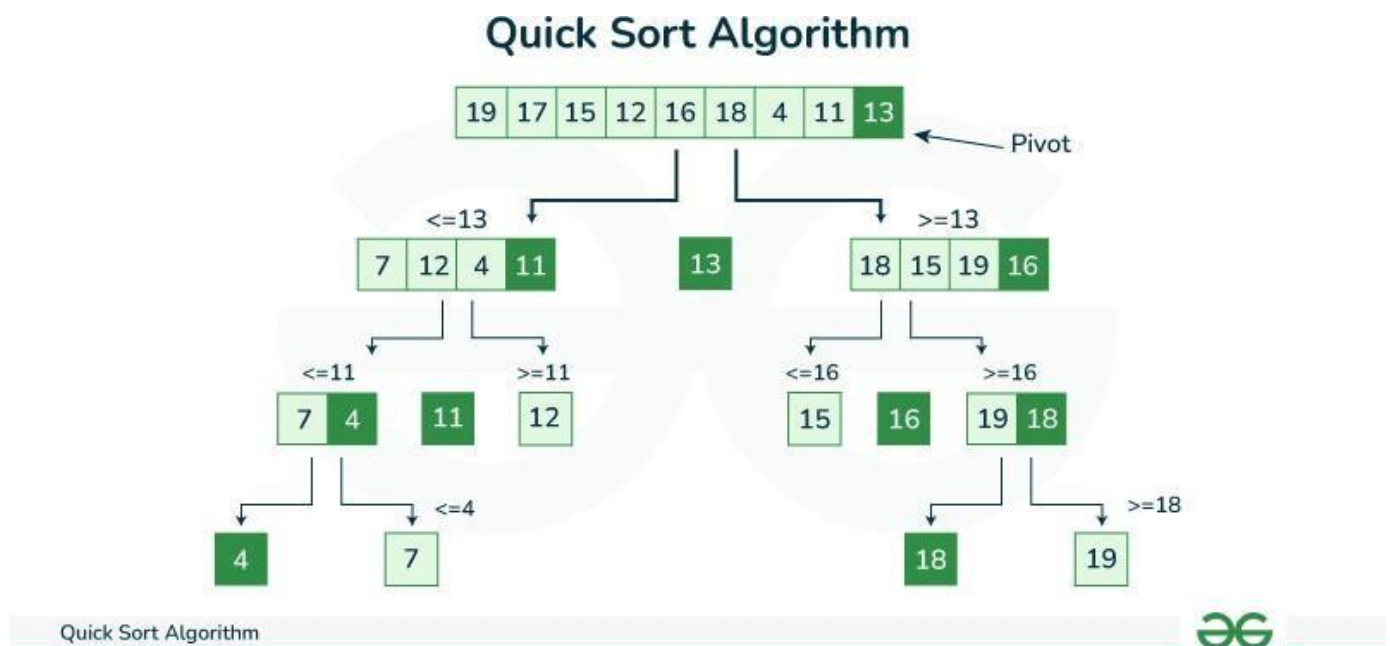 Quick Sort Algorithm
19 17 15 12 16 18 4 11 13
Pivot
<=13 >=13
7 12 4 11 13 18 15 19 16
<=11 >=11 <=16 >=16
7 4 11 12 15 16 19 18
<=4 >=18
4 7 18 19
Quick Sort Algorithm